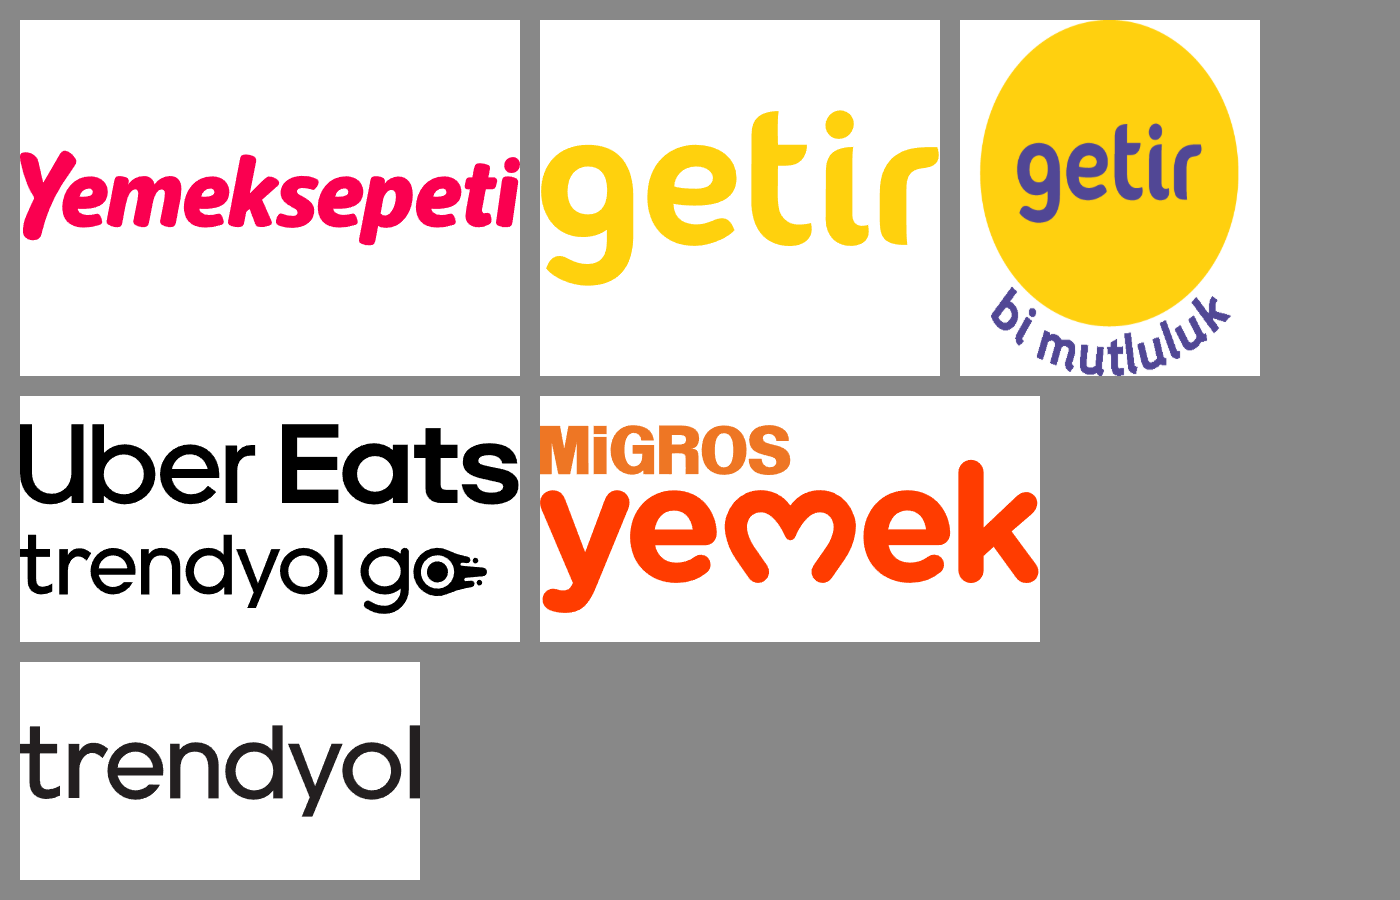 Yemeksepeti
getir
getir
bi mutluluk
Uber Eats
trendyol go
MiGROS
yemek
trendyol